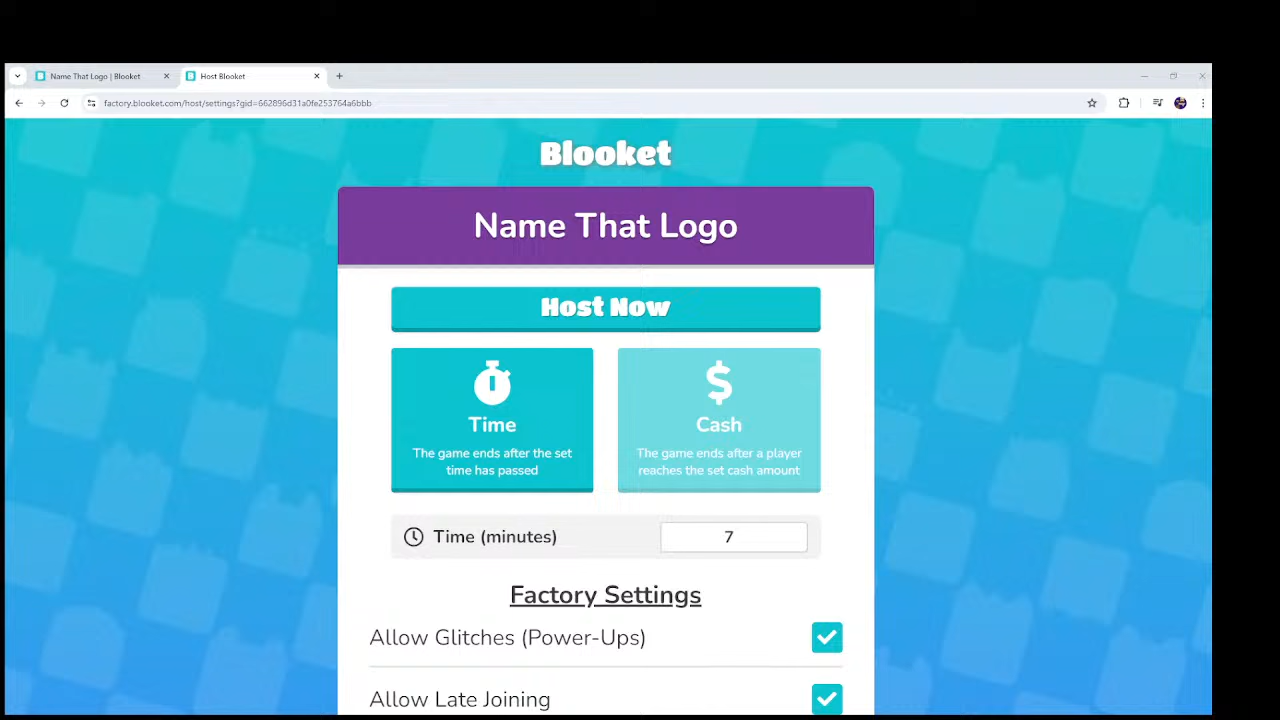 Name That Logo | Blooket
Host Blooket
factory.blooket.com/host/settings?gid=662896d31a0fe253764a6bbb
Blooket
Name That Logo
Host Now
Time
The game ends after the set
time has passed
Cash
The game ends after a player
reaches the set cash amount
Time (minutes)
7
Factory Settings
Allow Glitches (Power-Ups)
Allow Late Joining